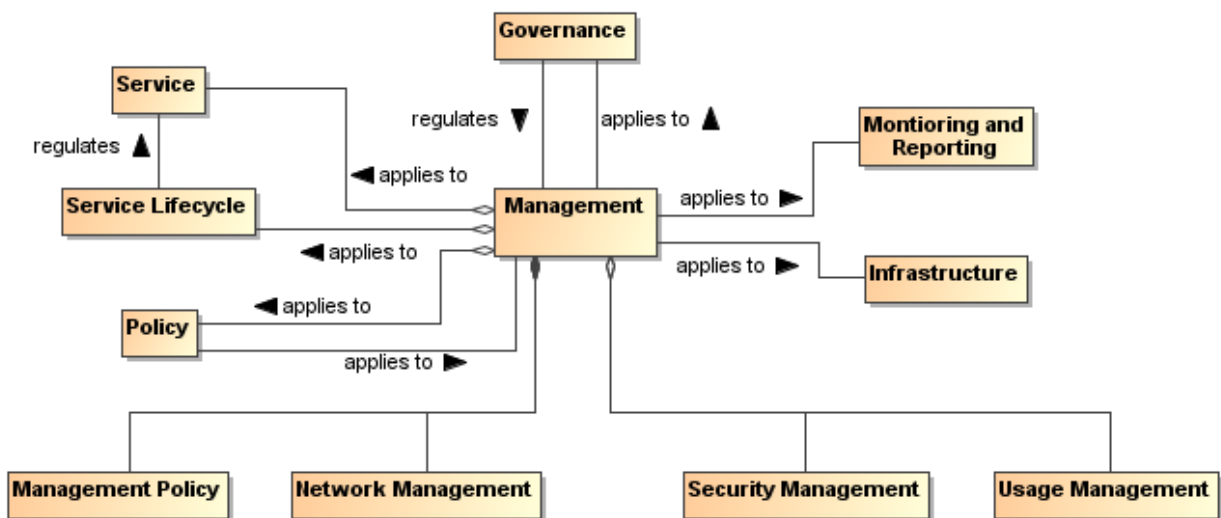 Governance
Service
regulates
applies to
Montioring and
Reporting
regulates
applies to
Service Lifecycle
Management
applies to
applies to
applies to
Infrastructure
applies to
Policy
applies to
Management Policy
Network Management
Security Management
Usage Management